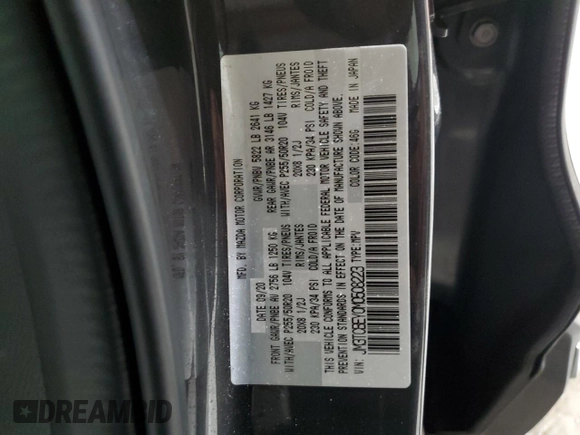 MFD. BY MAZDA MOTOR CORPORATION
DATE: 09/20 GVWR/PNBV 5822 LB 2641 KG
FRONT GAWR/PNBE AV 2756 LB 1250 KG REAR GAWR/PNBE AR 3146 LB 1427 KG
WITH/AVEC P255/50R20 104V TIRES/PNEUS WITH/AVEC P255/50R20 104V TIRES/PNEUS
20X8 1/2J RIMS/JANTES 20X8 1/2J RIMS/JANTES
230 KPA/34 PSI COLD/A FROID 230 KPA/34 PSI COLD/A FROID
THIS VEHICLE CONFORMS TO ALL APPLICABLE FEDERAL MOTOR VEHICLE SAFETY AND THEFT
PREVENTION STANDARDS IN EFFECT ON THE DATE OF MANUFACTURE SHOWN ABOVE.
COLOR CODE:46G MADE IN JAPAN
VIN: JM3TCBEY0M0508223 TYPE:MPV
DREAMBID